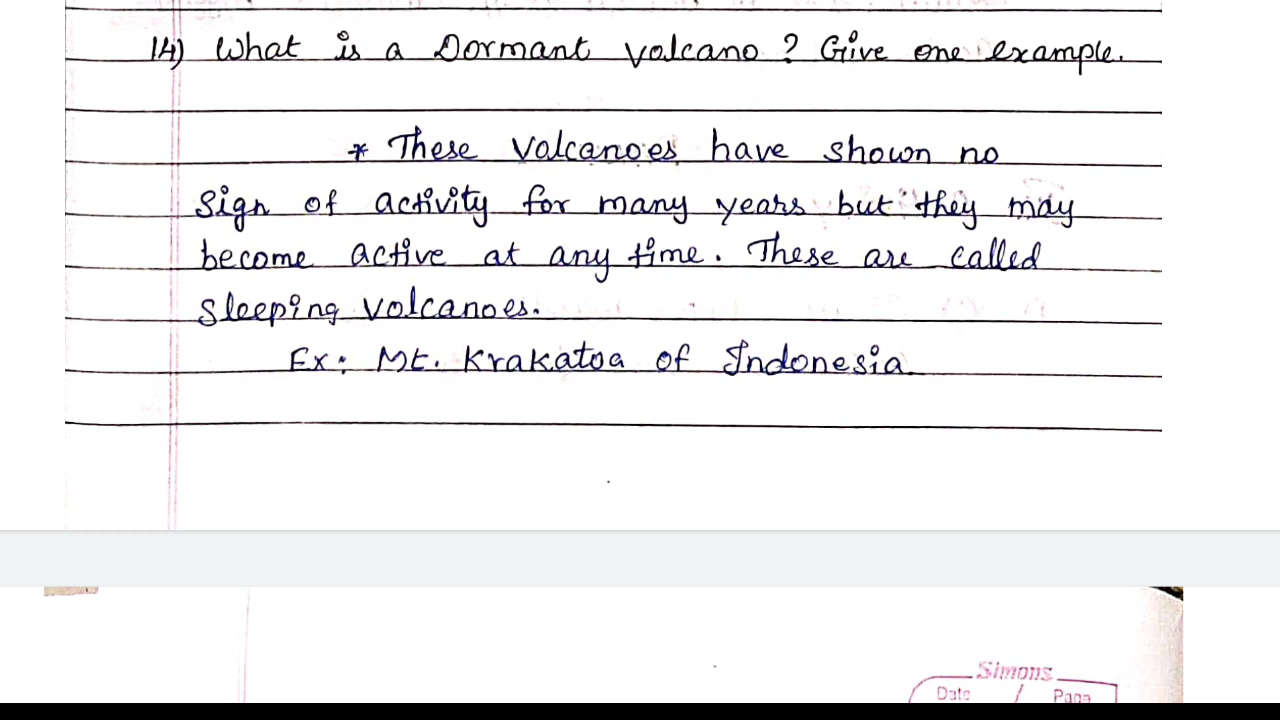 14) What is a Dormant Volcano ? Give one example.
* These Volcanoes have shown no
sign of activity for many years but they may
become active at any time. These are called
sleeping volcanoes.
Ex: Mt. Krakatoa of Indonesia.
Simons
Date / Page